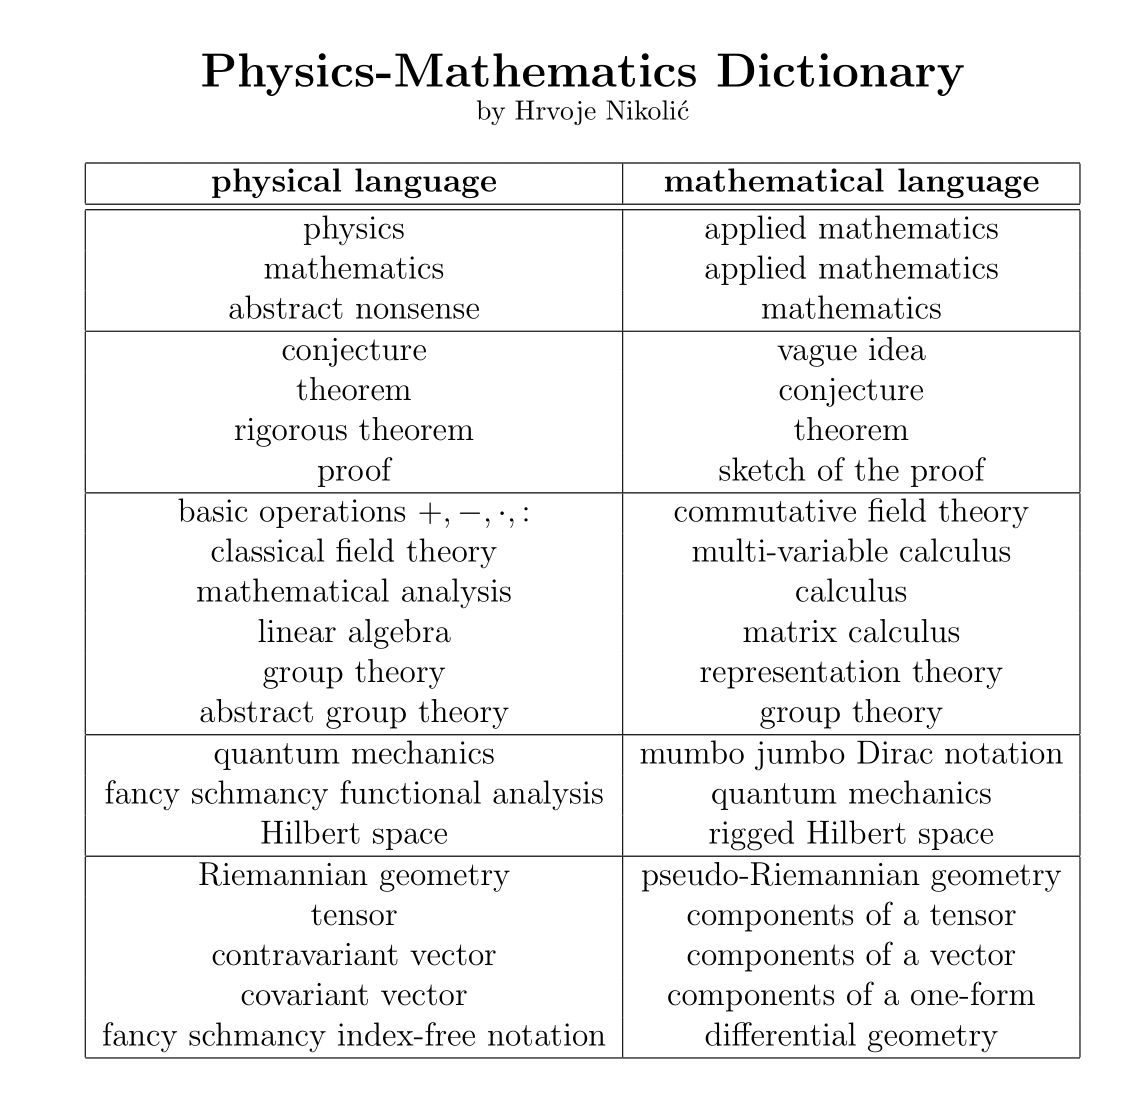 Physics-Mathematics Dictionary
by Hrvoje Nikolić
physical language mathematical language
physics applied mathematics
mathematics applied mathematics
abstract nonsense mathematics
conjecture vague idea
theorem conjecture
rigorous theorem theorem
proof sketch of the proof
basic operations +, −, ·, : commutative field theory
classical field theory multi-variable calculus
mathematical analysis calculus
linear algebra matrix calculus
group theory representation theory
abstract group theory group theory
quantum mechanics mumbo jumbo Dirac notation
fancy schmancy functional analysis quantum mechanics
Hilbert space rigged Hilbert space
Riemannian geometry pseudo-Riemannian geometry
tensor components of a tensor
contravariant vector components of a vector
covariant vector components of a one-form
fancy schmancy index-free notation differential geometry